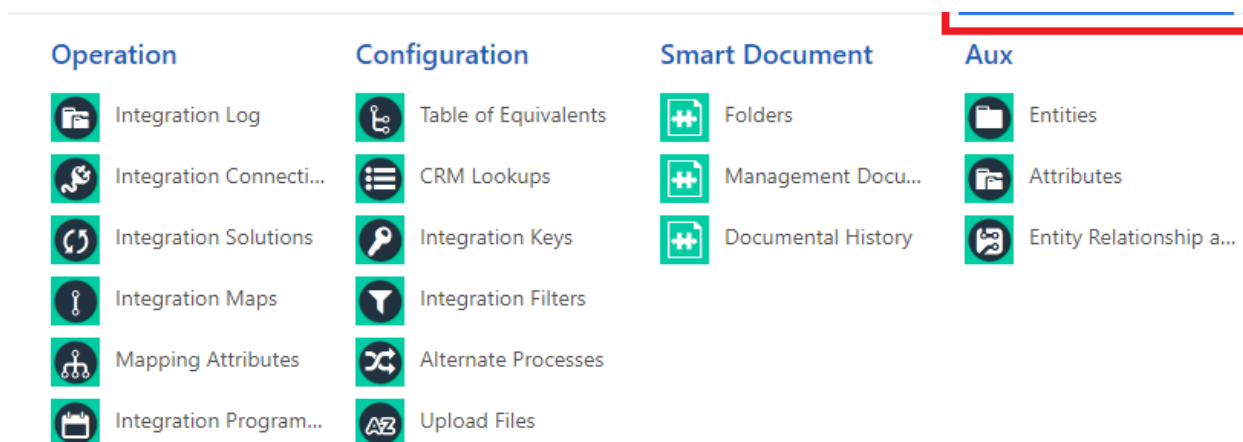 Operation
Integration Log
Integration Connecti...
Integration Solutions
Integration Maps
Mapping Attributes
Integration Program...
Configuration
Table of Equivalents
CRM Lookups
Integration Keys
Integration Filters
Alternate Processes
AZ
Upload Files
Smart Document
Folders
Management Docu...
Documental History
Aux
Entities
Attributes
Entity Relationship a...